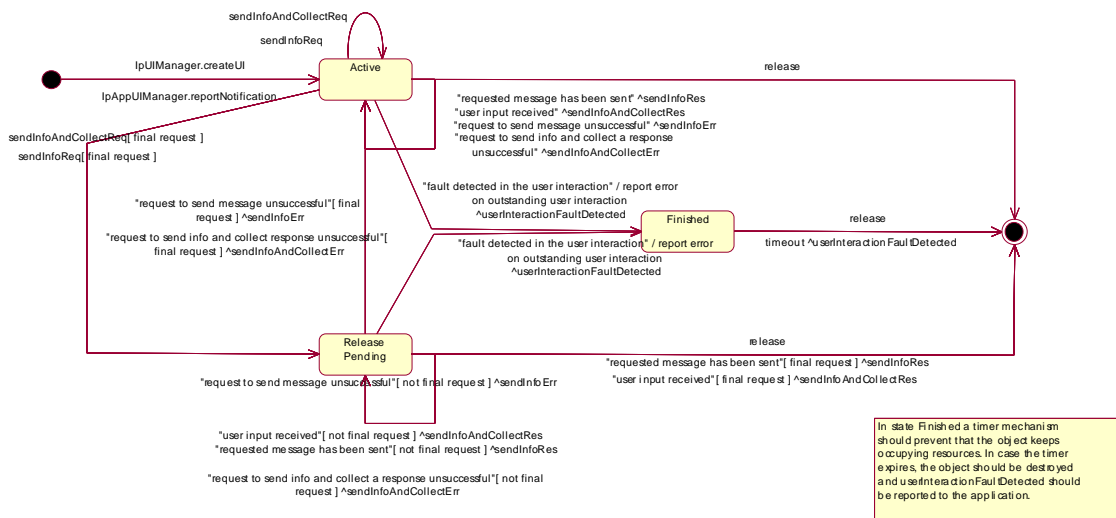 sendInfoAndCollectReq
sendInfoReq
IpUIManager.createUI
Active
release
IpAppUIManager.reportNotification
"requested message has been sent" ^sendInfoRes
"user input received" ^sendInfoAndCollectRes
"request to send message unsuccessful" ^sendInfoErr
"request to send info and collect a response
unsuccessful" ^sendInfoAndCollectErr
sendInfoAndCollectReq[ final request ]
sendInfoReq[ final request ]
"fault detected in the user interaction" / report error
on outstanding user interaction
^userInteractionFaultDetected
"request to send message unsuccessful"[ final
request ] ^sendInfoErr
"request to send info and collect response unsuccessful"[
final request ] ^sendInfoAndCollectErr
Finished
release
timeout ^userInteractionFaultDetected
"fault detected in the user interaction" / report error
on outstanding user interaction
^userInteractionFaultDetected
Release
Pending
release
"requested message has been sent"[ final request ] ^sendInfoRes
"user input received"[ final request ] ^sendInfoAndCollectRes
"request to send message unsuccessful"[ not final request ] ^sendInfoErr
"user input received"[ not final request ] ^sendInfoAndCollectRes
"requested message has been sent"[ not final request ] ^sendInfoRes
"request to send info and collect a response unsuccessful"[ not final
request ] ^sendInfoAndCollectErr
In state Finished a timer mechanism
should prevent that the object keeps
occupying resources. In case the timer
expires, the object should be destroyed
and userInteractionFaultDetected should
be reported to the application.